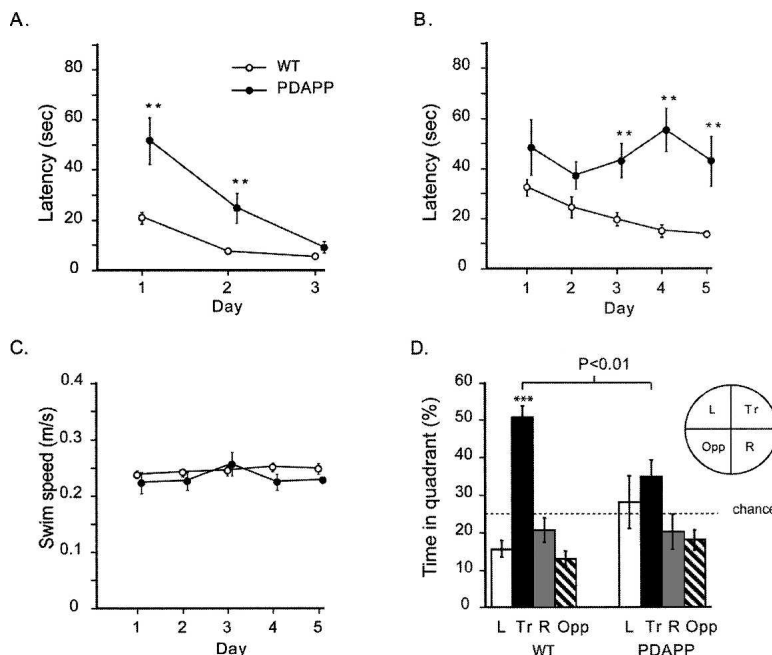 A.
Latency (sec)
80
60
40
20
0
**
**
WT
PDAPP
1 2 3
Day
B.
Latency (sec)
80
60
40
20
0
**
**
**
1 2 3 4 5
Day
C.
Swim speed (m/s)
0.4
0.3
0.2
0.1
0
1 2 3 4 5
Day
D.
P<0.01
Time in quadrant (%)
60
50
40
30
20
10
0
***
L Tr
Opp R
chance
L Tr R Opp L Tr R Opp
WT PDAPP